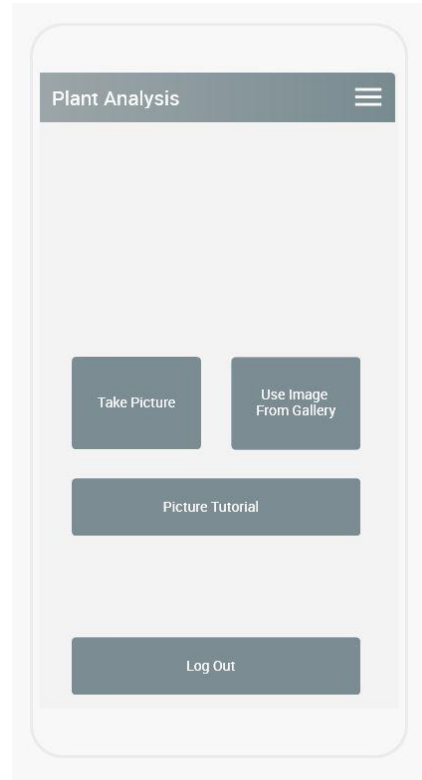 Plant Analysis
Take Picture
Use Image
From Gallery
Picture Tutorial
Log Out